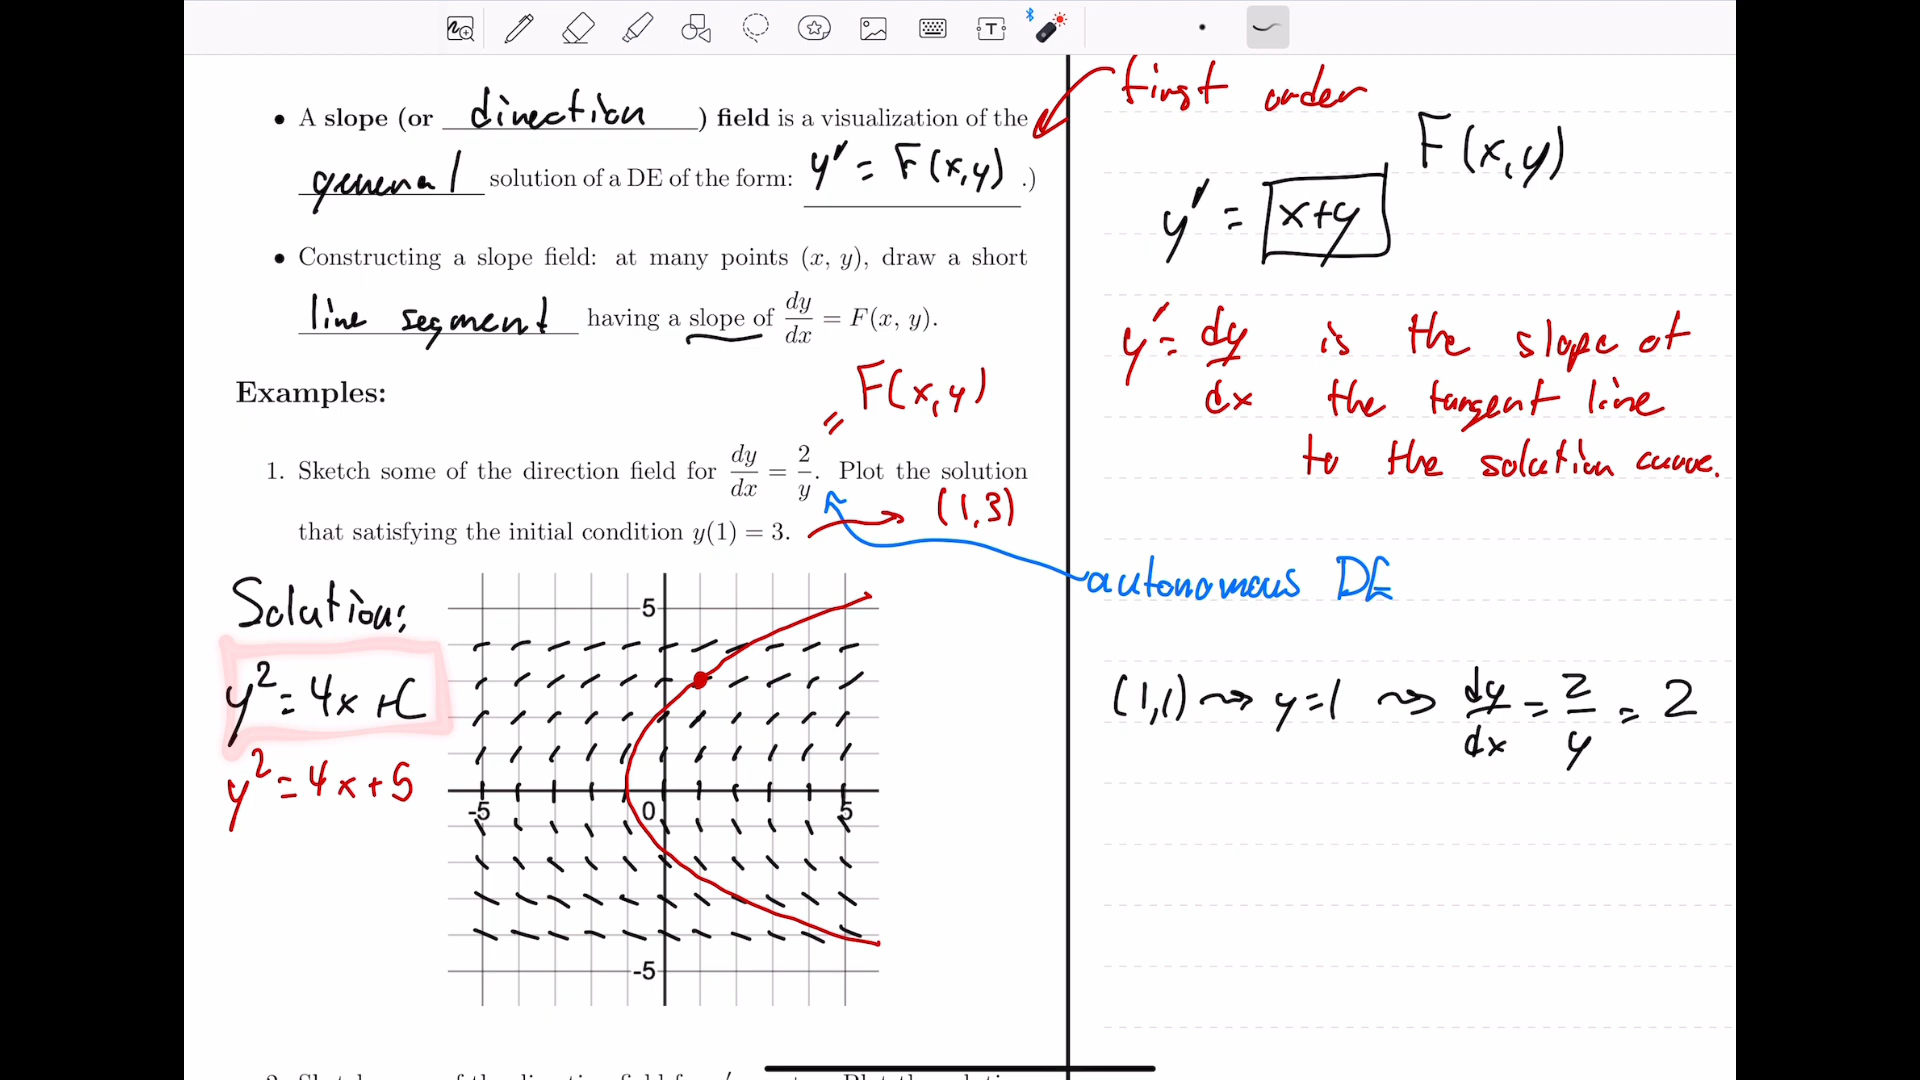 first order
• A slope (or direction) field is a visualization of the
general solution of a DE of the form: y' = F(x,y) .)
F(x,y)
y' = x+y
• Constructing a slope field: at many points (x, y), draw a short
line segment having a slope of dy/dx = F(x, y).
y' = dy/dx is the slope of
the tangent line
to the solution curve.
Examples:
= F(x,y)
1. Sketch some of the direction field for dy/dx = 2/y. Plot the solution
that satisfying the initial condition y(1) = 3. (1,3)
autonomous DE
Solution:
y² = 4x + C
y² = 4x + 5
5
-5
0
5
-5
(1,1) ⇝ y=1 ⇝ dy/dx = 2/y = 2